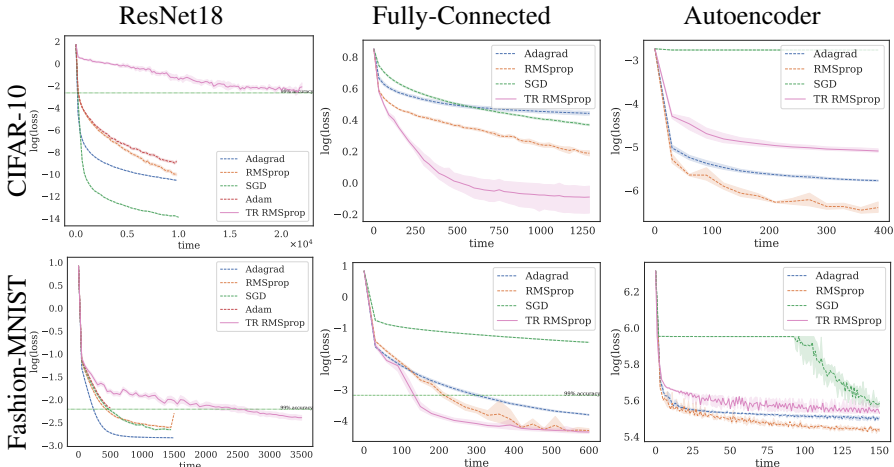 ResNet18 Fully-Connected Autoencoder
CIFAR-10
log(loss)
2
0
−2
−4
−6
−8
−10
−12
−14
99% accuracy
Adagrad
RMSprop
SGD
Adam
TR RMSprop
0.0 0.5 1.0 1.5 2.0
time
×10⁴
log(loss)
0.8
0.6
0.4
0.2
0.0
−0.2
Adagrad
RMSprop
SGD
TR RMSprop
0 250 500 750 1000 1250
time
log(loss)
−3
−4
−5
−6
Adagrad
RMSprop
SGD
TR RMSprop
0 100 200 300 400
time
Fashion-MNIST
log(loss)
1.0
0.5
0.0
−0.5
−1.0
−1.5
−2.0
−2.5
−3.0
Adagrad
RMSprop
SGD
Adam
TR RMSprop
99% accuracy
0 500 1000 1500 2000 2500 3000 3500
time
log(loss)
1
0
−1
−2
−3
−4
Adagrad
RMSprop
SGD
TR RMSprop
99% accuracy
0 100 200 300 400 500 600
time
log(loss)
6.2
6.0
5.8
5.6
5.4
Adagrad
RMSprop
SGD
TR RMSprop
0 25 50 75 100 125 150
time